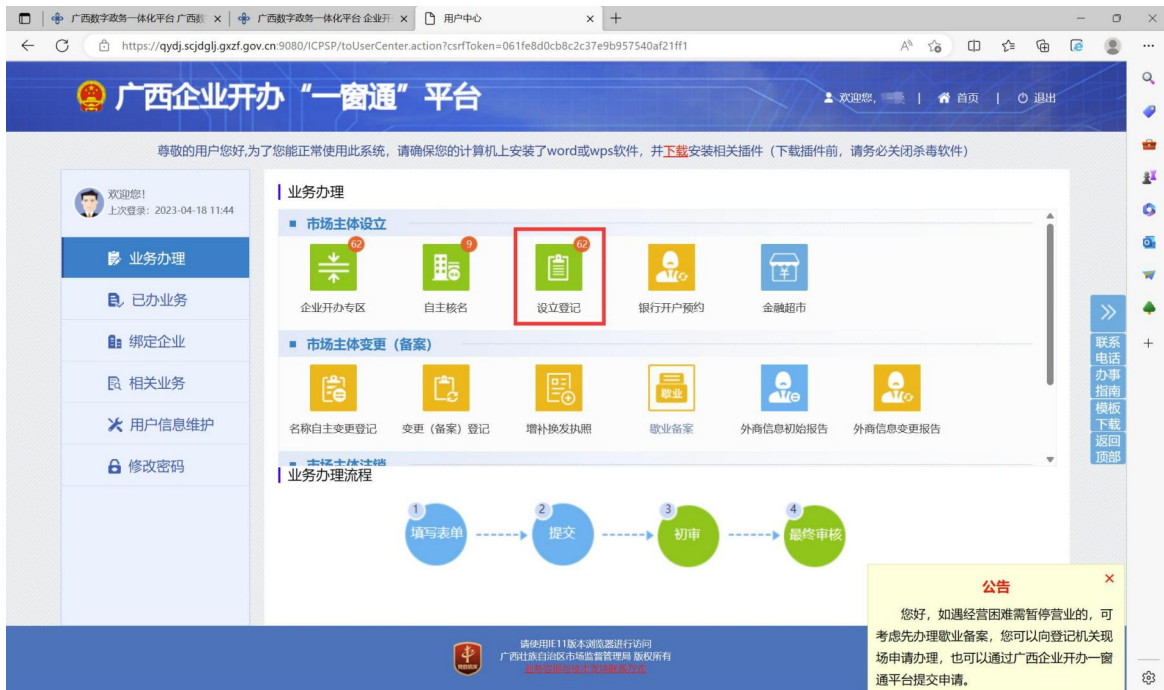 广西数字政务一体化平台 广西数
广西数字政务一体化平台 企业开
用户中心
https://qydj.scjdglj.gxzf.gov.cn:9080/ICPSP/toUserCenter.action?csrfToken=061fe8d0cb8c2c37e9b957540af21ff1
广西企业开办“一窗通”平台
欢迎您, | 首页 | 退出
尊敬的用户您好,为了您能正常使用此系统，请确保您的计算机上安装了word或wps软件，并下载安装相关插件（下载插件前，请务必关闭杀毒软件）
欢迎您!
上次登录：2023-04-18 11:44
业务办理
已办业务
绑定企业
相关业务
用户信息维护
修改密码
业务办理
市场主体设立
62 9 62
企业开办专区 自主核名 设立登记 银行开户预约 金融超市
市场主体变更（备案）
歇业
名称自主变更登记 变更（备案）登记 增补换发执照 歇业备案 外商信息初始报告 外商信息变更报告
市场主体注销
业务办理流程
1 2 3 4
填写表单 提交 初审 最终审核
联系
电话
办事
指南
模板
下载
返回
顶部
公告
您好，如遇经营困难需暂停营业的，可
考虑先办理歇业备案，您可以向登记机关现
场申请办理，也可以通过广西企业开办一窗
通平台提交申请。
请使用IE11版本浏览器进行访问
广西壮族自治区市场监督管理局 版权所有